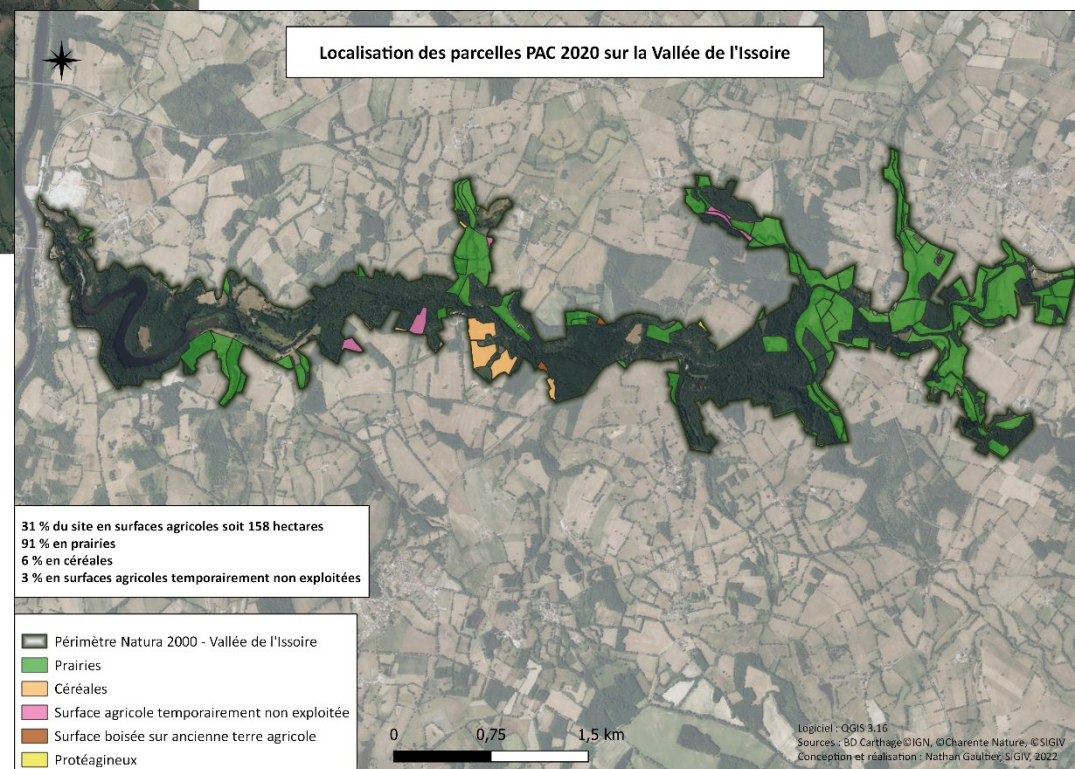 Localisation des parcelles PAC 2020 sur la Vallée de l'Issoire
31 % du site en surfaces agricoles soit 158 hectares
91 % en prairies
6 % en céréales
3 % en surfaces agricoles temporairement non exploitées
Périmètre Natura 2000 - Vallée de l'Issoire
Prairies
Céréales
Surface agricole temporairement non exploitée
Surface boisée sur ancienne terre agricole
Protéagineux
0 0,75 1,5 km
Logiciel : QGIS 3.16
Sources : BD Carthage©IGN, ©Charente Nature, ©SIGIV
Conception et réalisation : Nathan Gaultier, SIGIV, 2022